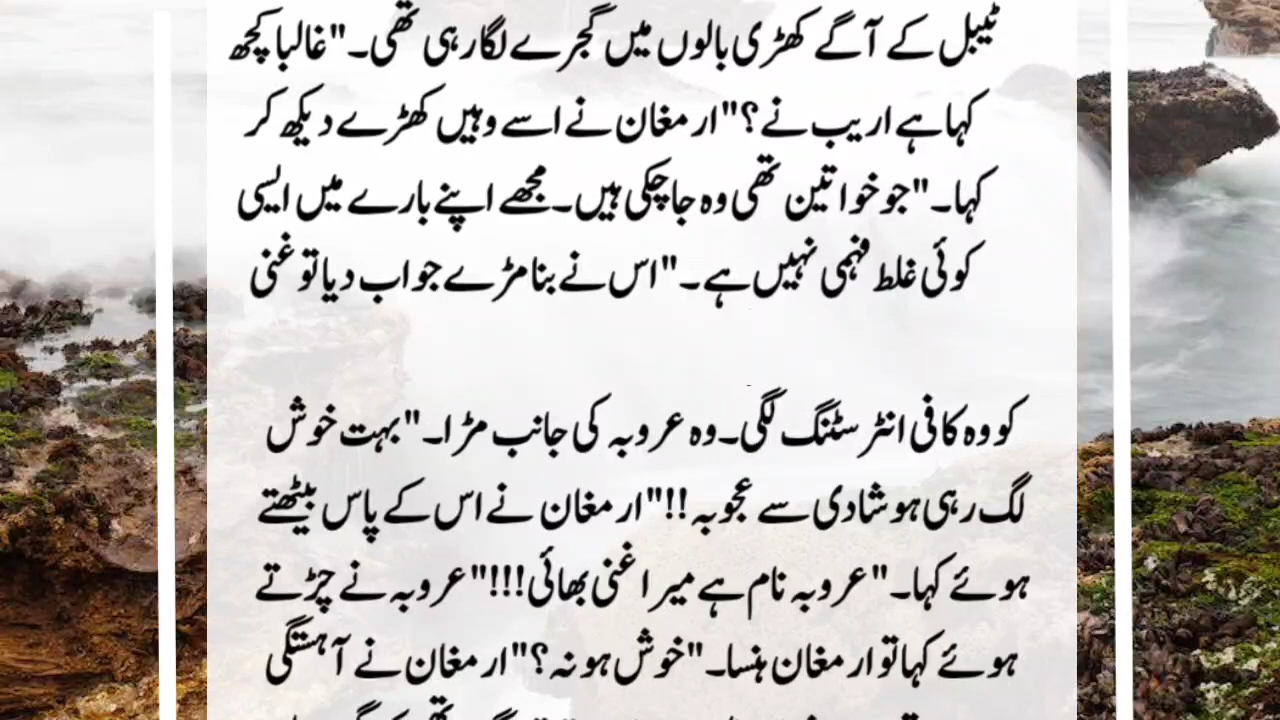 ٹیبل کے آگے کھڑی بالوں میں گجرے لگا رہی تھی۔"غالبا کچھ
کہا ہے اریب نے؟"ارمغان نے اسے وہیں کھڑے دیکھ کر
کہا۔"جو خواتین تھی وہ جا چکی ہیں۔مجھے اپنے بارے میں ایسی
کوئی غلط فہمی نہیں ہے۔"اس نے بنا مڑے جواب دیا تو غنی
کو وہ کافی انٹرسٹنگ لگی۔وہ عروبہ کی جانب مڑا۔"بہت خوش
لگ رہی ہو شادی سے عجوبہ!!"ارمغان نے اس کے پاس بیٹھتے
ہوئے کہا۔"عروبہ نام ہے میرا غنی بھائی!!!"عروبہ نے چڑتے
ہوئے کہا تو ارمغان ہنسا۔"خوش ہو نہ؟"ارمغان نے آہستگی